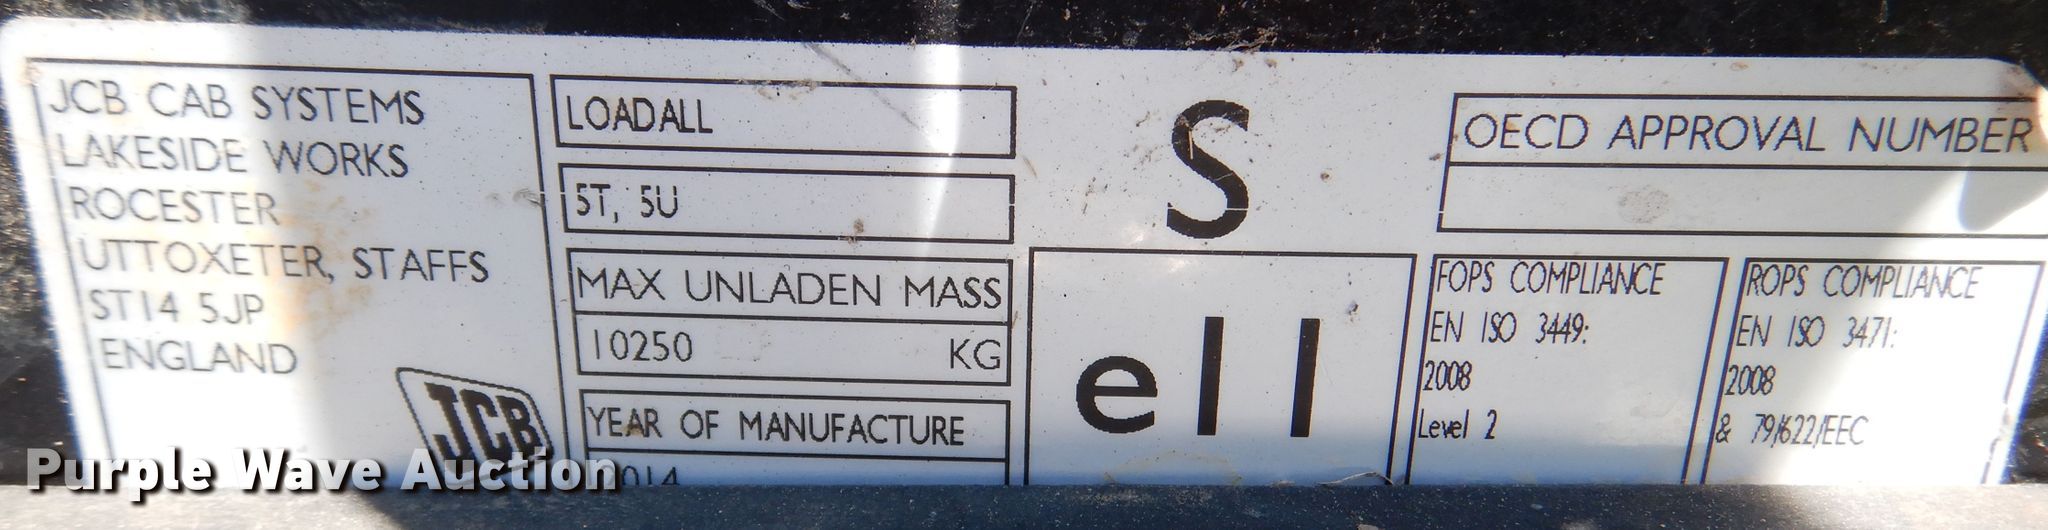 JCB CAB SYSTEMS
LAKESIDE WORKS
ROCESTER
UTTOXETER, STAFFS
ST14 5JP
ENGLAND
JCB
LOADALL
5T, 5U
MAX UNLADEN MASS
10250 KG
YEAR OF MANUFACTURE
2014
S
e11
OECD APPROVAL NUMBER
FOPS COMPLIANCE
EN ISO 3449:
2008
Level 2
ROPS COMPLIANCE
EN ISO 3471:
2008
& 79/622/EEC
Purple Wave Auction